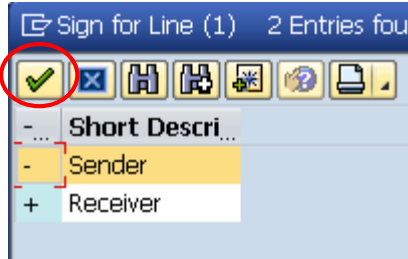 Sign for Line (1) 2 Entries fou
-... Short Descri...
- Sender
+ Receiver